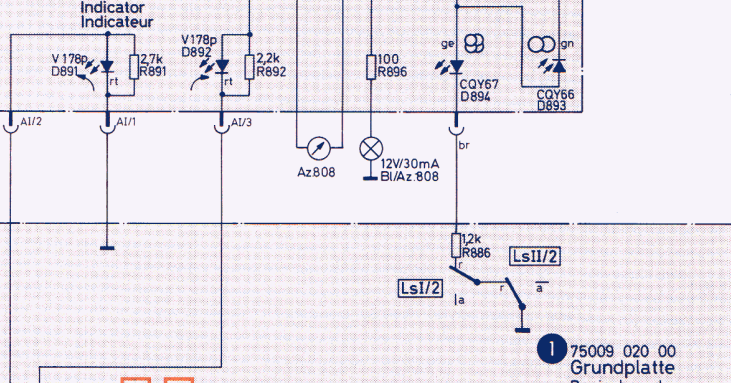 Indicator
Indicateur
V178p
D891
rt
2,7k
R891
V178p
D892
rt
2,2k
R892
100
R896
ge
CQY67
D894
gn
CQY66
D893
AI/2
AI/1
AI/3
br
Az808
12V/30mA
Bl/Az.808
1,2k
R886
r
LsI/2
a
LsII/2
r
a
1
75009 020 00
Grundplatte